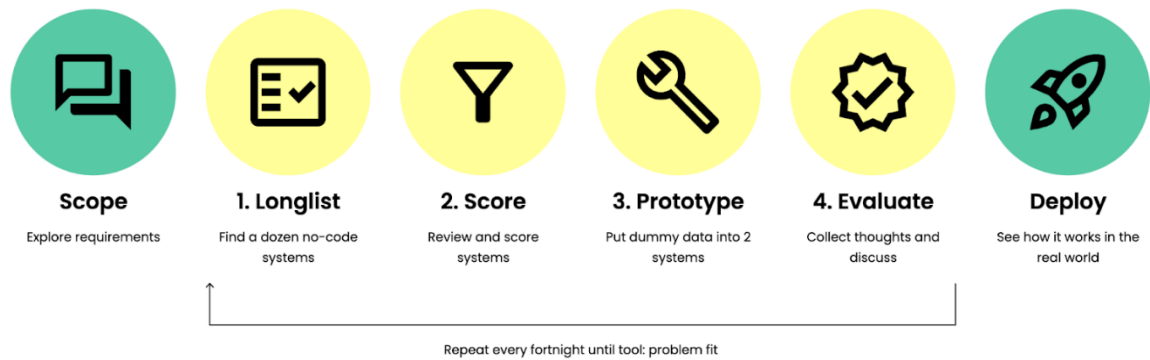 Scope
Explore requirements
1. Longlist
Find a dozen no-code
systems
2. Score
Review and score
systems
3. Prototype
Put dummy data into 2
systems
4. Evaluate
Collect thoughts and
discuss
Deploy
See how it works in the
real world
Repeat every fortnight until tool: problem fit